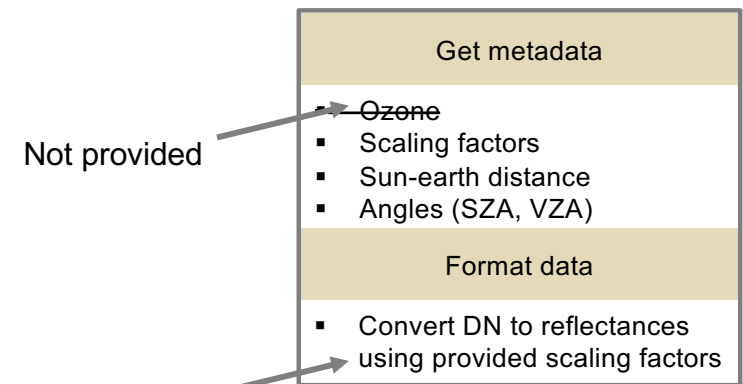 Get metadata
Not provided
▪ Ozone
▪ Scaling factors
▪ Sun-earth distance
▪ Angles (SZA, VZA)
Format data
▪ Convert DN to reflectances
using provided scaling factors